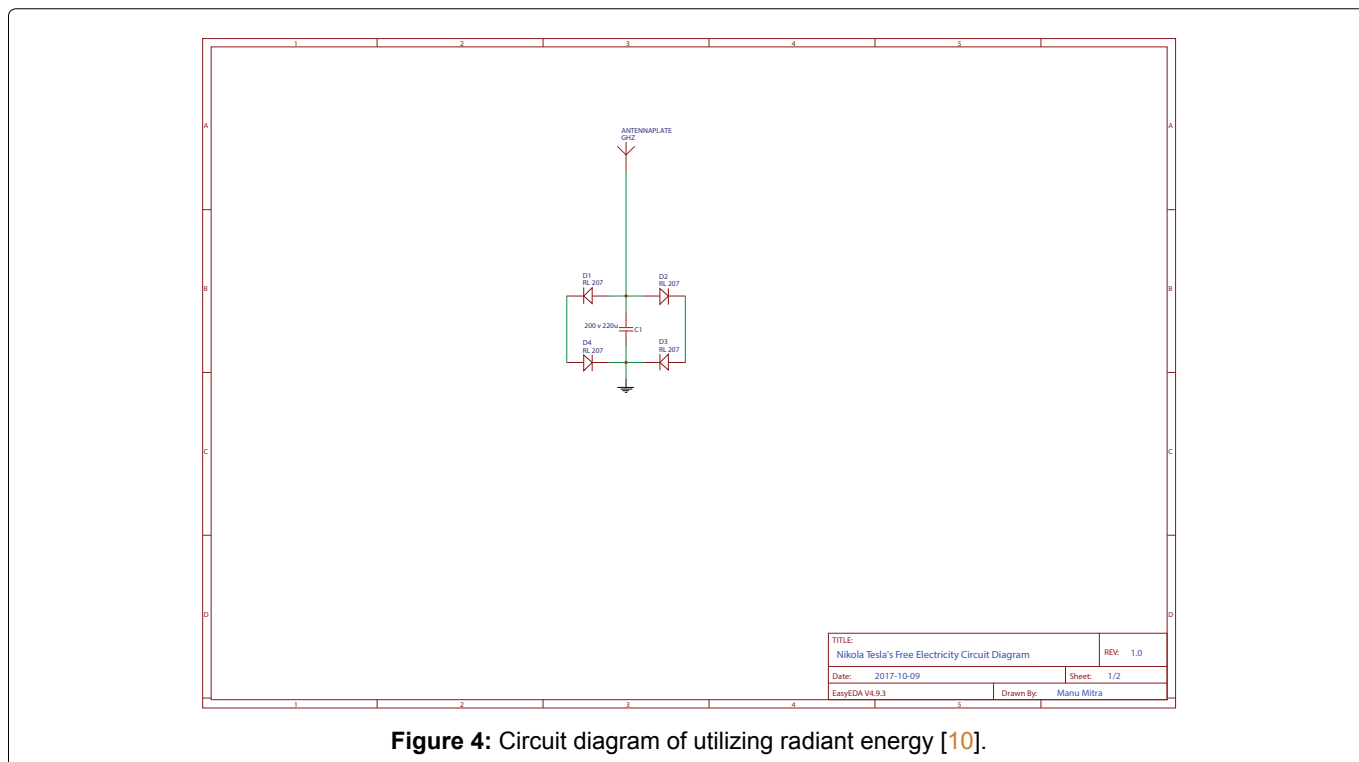 1 2 3 4 5
A A
ANTENNAPLATE
GHZ
B B
D1 D2
RL 207 RL 207
200 v 220u C1
D4 D3
RL 207 RL 207
C C
D D
TITLE:
Nikola Tesla's Free Electricity Circuit Diagram REV: 1.0
Date: 2017-10-09 Sheet: 1/2
EasyEDA V4.9.3 Drawn By: Manu Mitra
1 2 3 4 5
Figure 4: Circuit diagram of utilizing radiant energy [10].